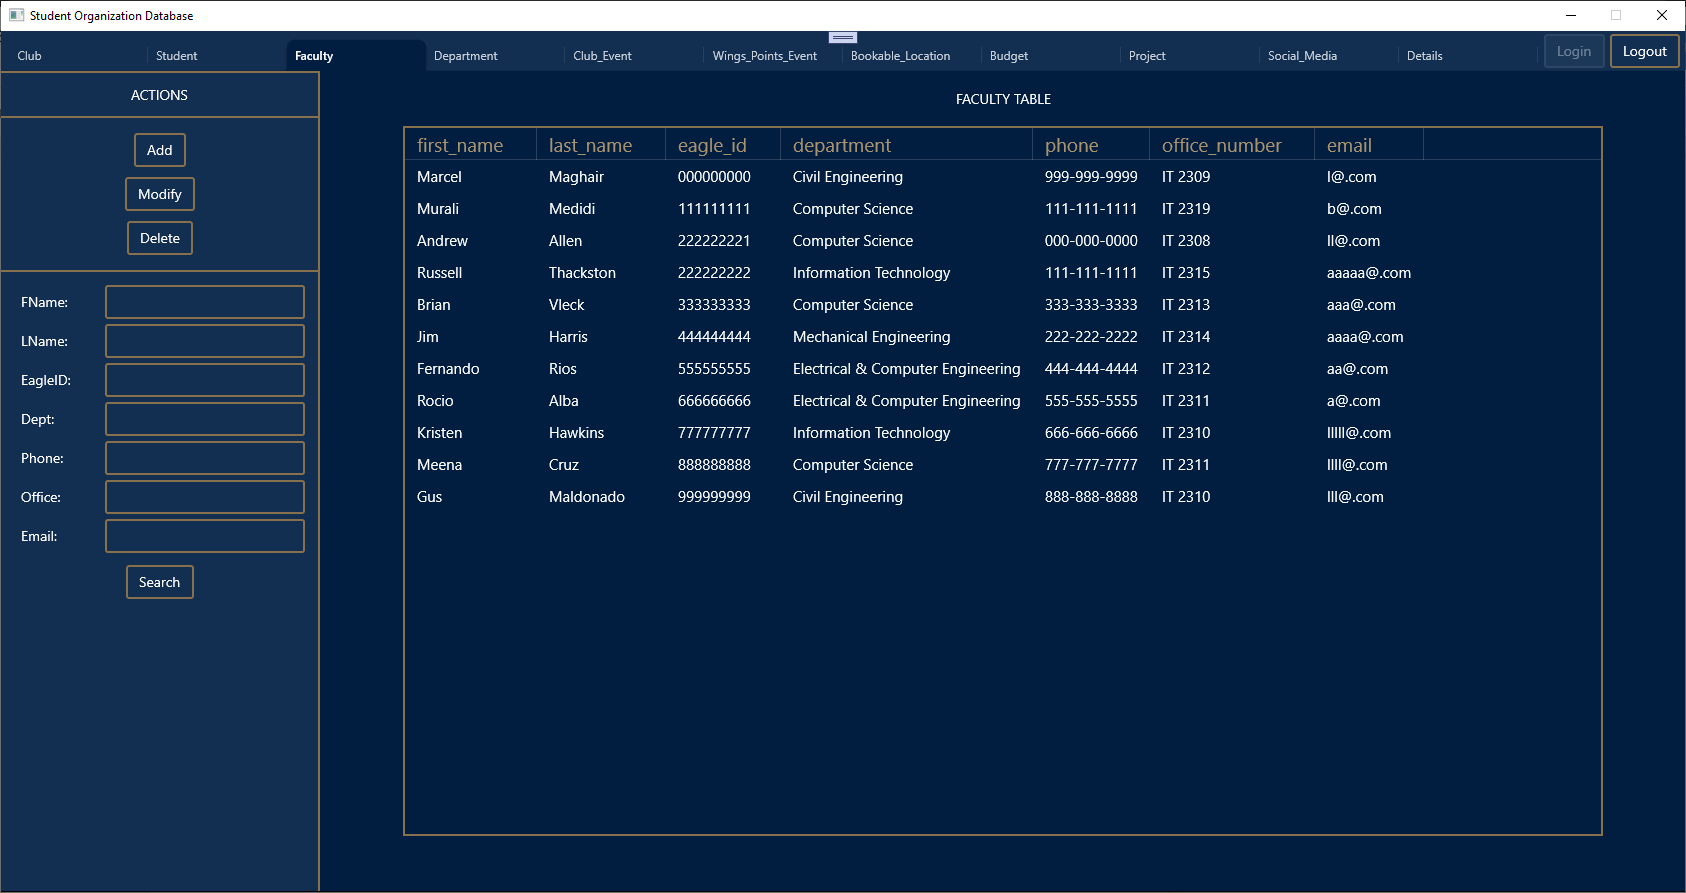 Student Organization Database
Club Student Faculty Department Club_Event Wings_Points_Event Bookable_Location Budget Project Social_Media Details Login Logout
ACTIONS
Add
Modify
Delete
FName:
LName:
EagleID:
Dept:
Phone:
Office:
Email:
Search
FACULTY TABLE
first_name last_name eagle_id department phone office_number email
Marcel Maghair 000000000 Civil Engineering 999-999-9999 IT 2309 l@.com
Murali Medidi 111111111 Computer Science 111-111-1111 IT 2319 b@.com
Andrew Allen 222222221 Computer Science 000-000-0000 IT 2308 ll@.com
Russell Thackston 222222222 Information Technology 111-111-1111 IT 2315 aaaaa@.com
Brian Vleck 333333333 Computer Science 333-333-3333 IT 2313 aaa@.com
Jim Harris 444444444 Mechanical Engineering 222-222-2222 IT 2314 aaaa@.com
Fernando Rios 555555555 Electrical & Computer Engineering 444-444-4444 IT 2312 aa@.com
Rocio Alba 666666666 Electrical & Computer Engineering 555-555-5555 IT 2311 a@.com
Kristen Hawkins 777777777 Information Technology 666-666-6666 IT 2310 lllll@.com
Meena Cruz 888888888 Computer Science 777-777-7777 IT 2311 llll@.com
Gus Maldonado 999999999 Civil Engineering 888-888-8888 IT 2310 lll@.com